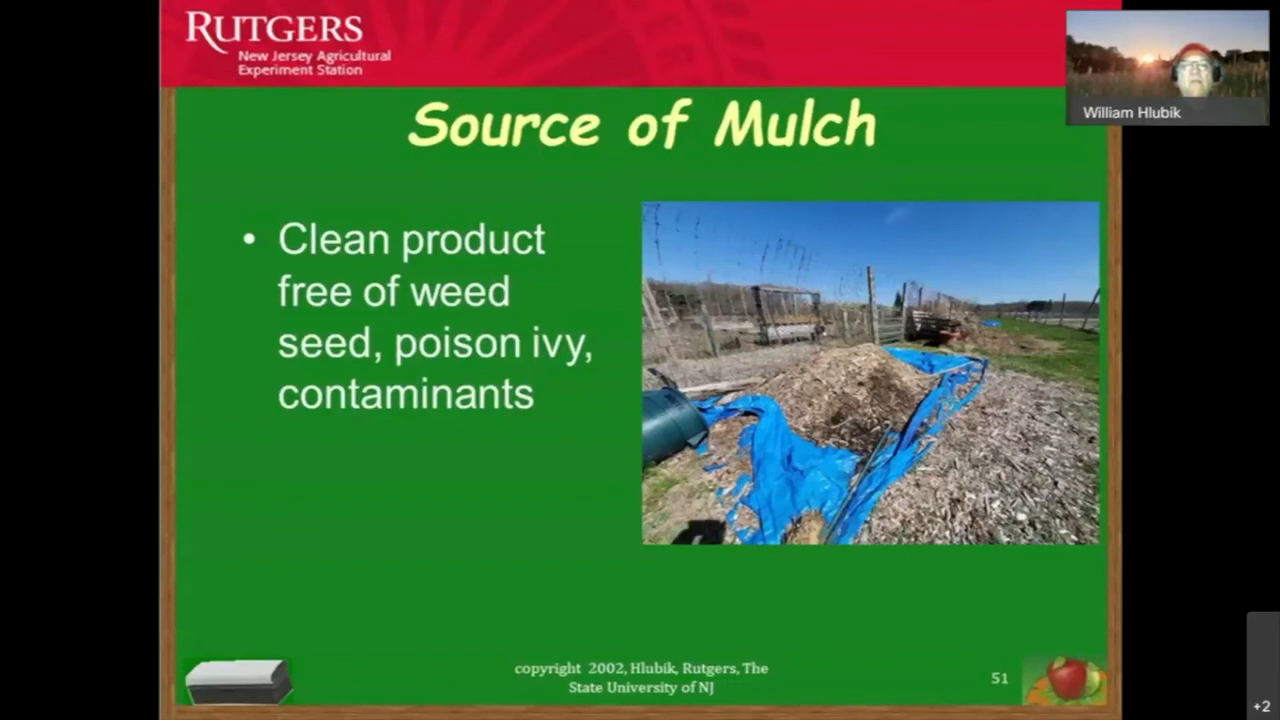 RUTGERS
New Jersey Agricultural
Experiment Station
William Hlubik
Source of Mulch
• Clean product
free of weed
seed, poison ivy,
contaminants
copyright 2002, Hlubik, Rutgers, The
State University of NJ
51
+2